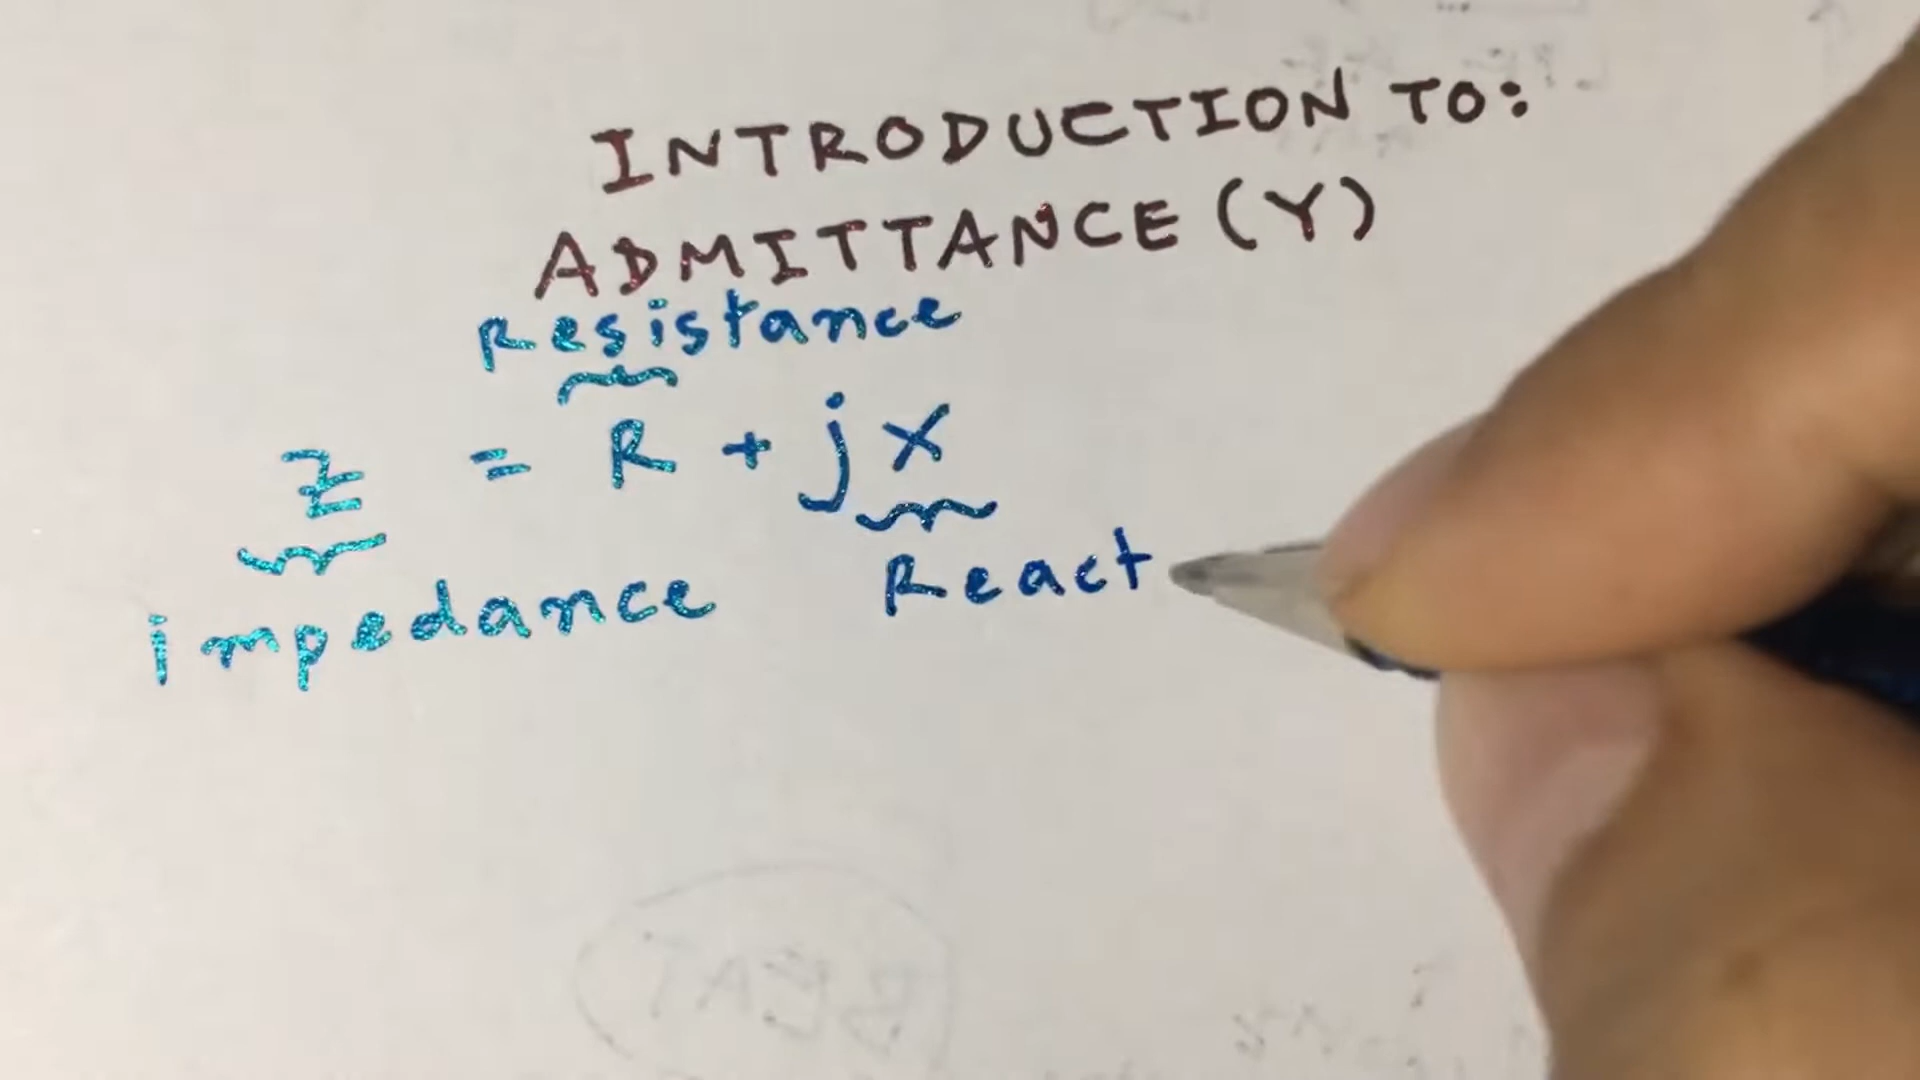 INTRODUCTION TO:
ADMITTANCE (Y)
Resistance
Z = R + jX
impedance React